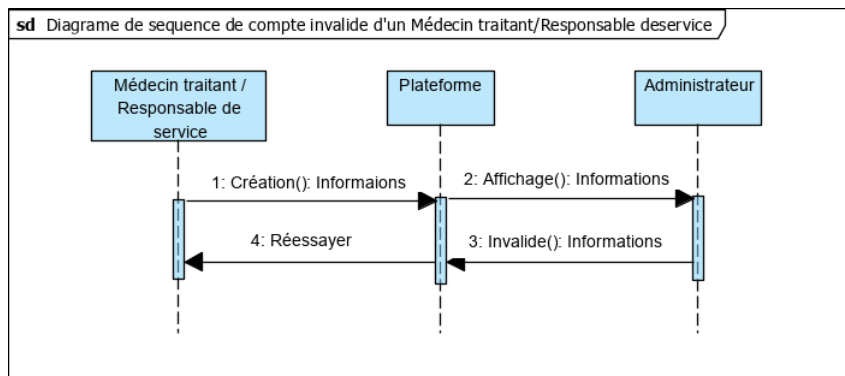 sd Diagrame de sequence de compte invalide d'un Médecin traitant/Responsable deservice
Médecin traitant /
Responsable de
service
Plateforme
Administrateur
1: Création(): Informaions
2: Affichage(): Informations
4: Réessayer
3: Invalide(): Informations